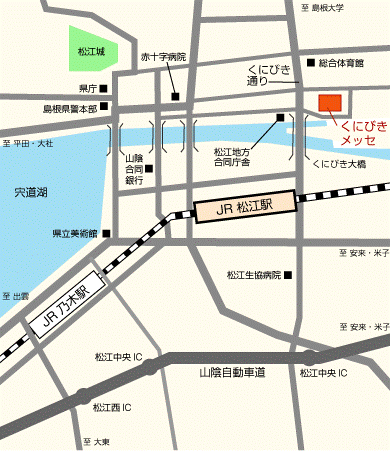 至 島根大学
松江城
赤十字病院
総合体育館
くにびき
通り
県庁
島根県警本部
くにびき
メッセ
至 平田・大社
山陰
合同
銀行
松江地方
合同庁舎
くにびき大橋
宍道湖
JR 松江駅
県立美術館
至 安来・米子
松江生協病院
至 出雲
JR 乃木駅
至 安来・米子
松江中央 IC
山陰自動車道
松江中央 IC
松江西 IC
至 大東